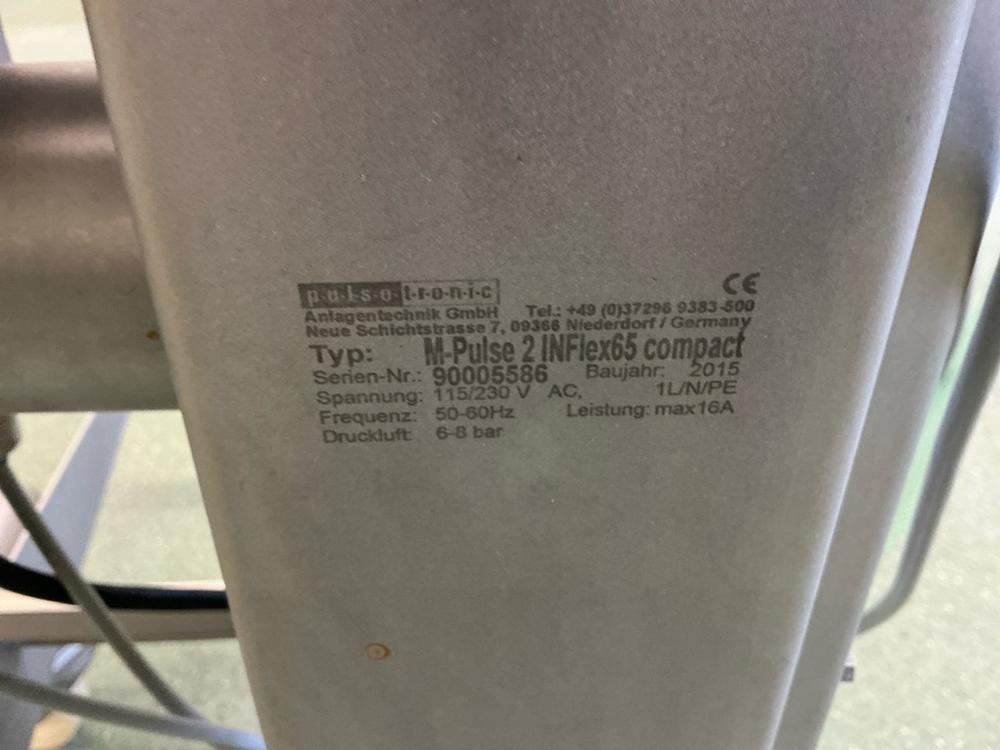 p-u-l-s-o-t-r-o-n-i-c CE
Anlagentechnik GmbH Tel.: +49 (0)37296 9383-500
Neue Schichtstrasse 7, 09366 Niederdorf / Germany
Typ: M-Pulse 2 INFlex65 compact
Serien-Nr.: 90005586 Baujahr: 2015
Spannung: 115/230 V AC, 1L/N/PE
Frequenz: 50-60Hz Leistung: max16A
Druckluft: 6-8 bar